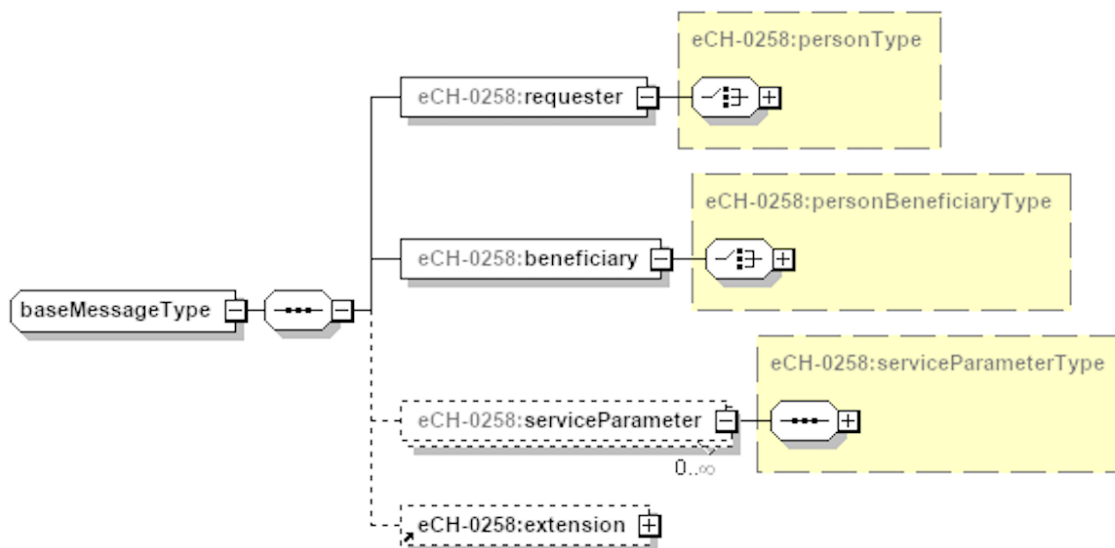 eCH-0258:personType
eCH-0258:requester
eCH-0258:personBeneficiaryType
eCH-0258:beneficiary
baseMessageType
eCH-0258:serviceParameterType
eCH-0258:serviceParameter
0..∞
eCH-0258:extension